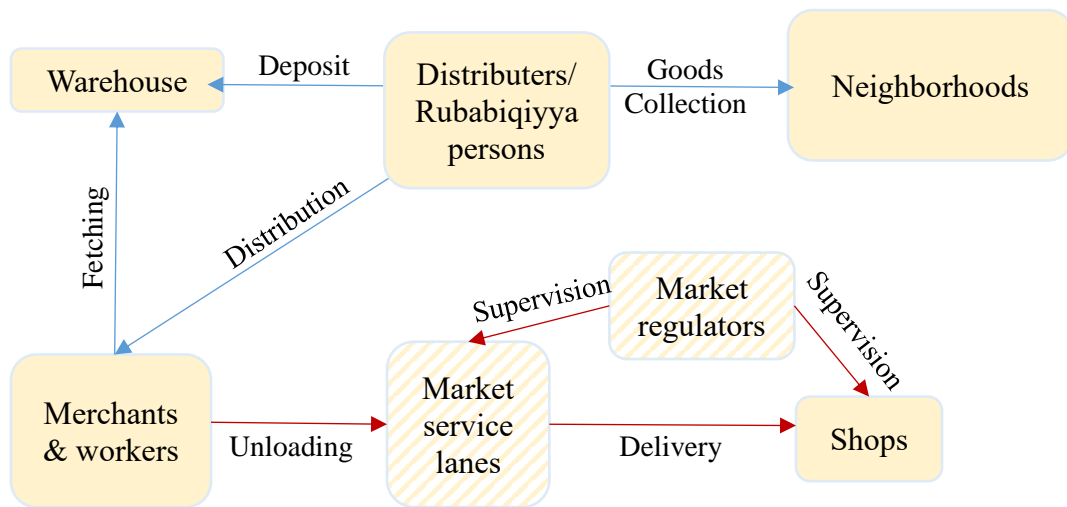 Warehouse
Deposit
Distributers/
Rubabiqiyya
persons
Goods
Collection
Neighborhoods
Fetching
Distribution
Supervision
Market
regulators
Supervision
Merchants
& workers
Unloading
Market
service
lanes
Delivery
Shops